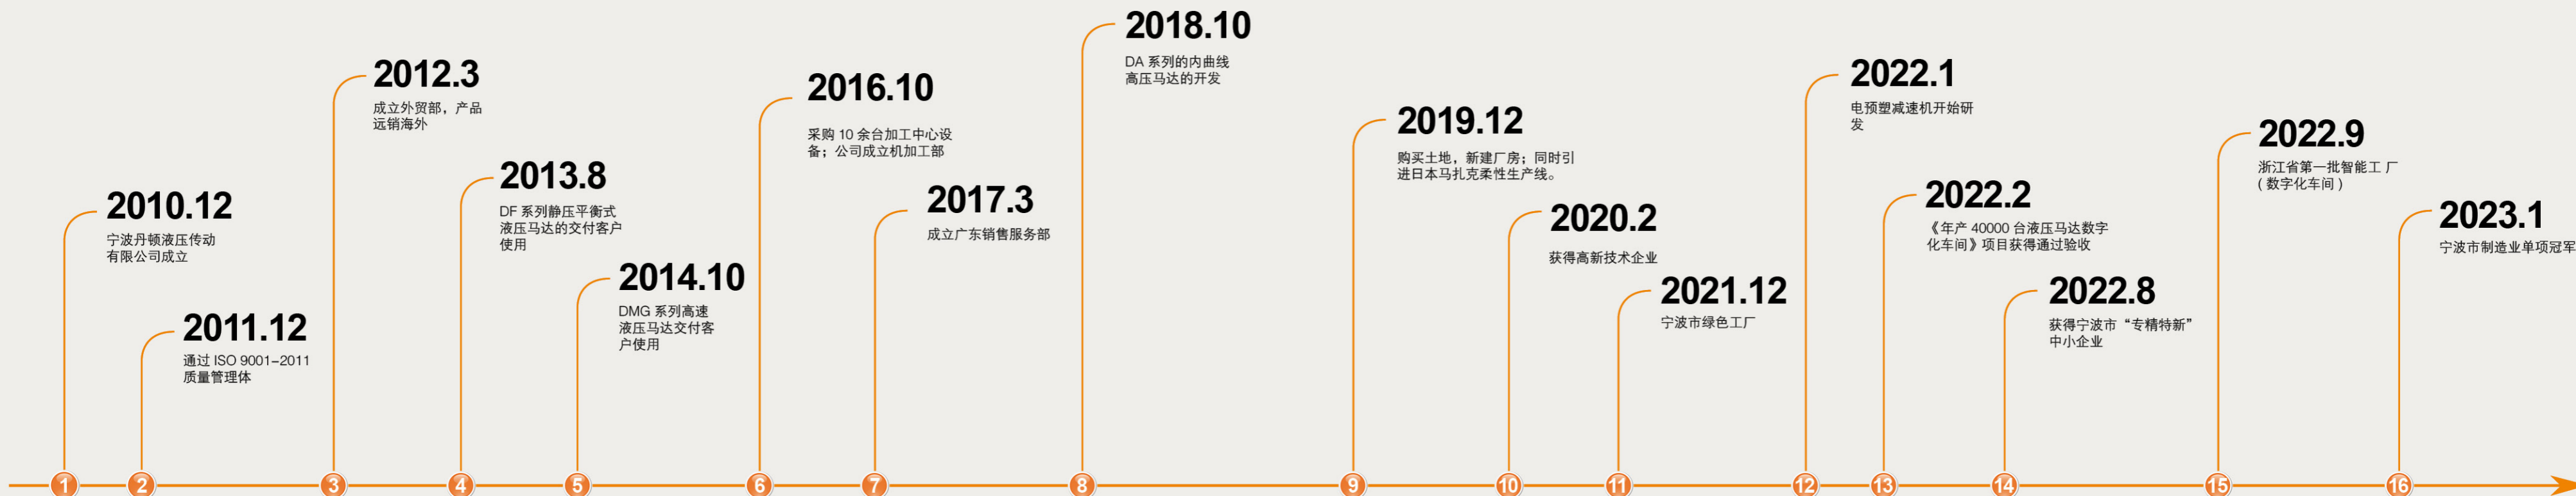 2010.12
宁波丹顿液压传动
有限公司成立
2011.12
通过 ISO 9001-2011
质量管理体
2012.3
成立外贸部，产品
远销海外
2013.8
DF 系列静压平衡式
液压马达的交付客户
使用
2014.10
DMG 系列高速
液压马达交付客
户使用
2016.10
采购 10 余台加工中心设
备；公司成立机加工部
2017.3
成立广东销售服务部
2018.10
DA 系列的内曲线
高压马达的开发
2019.12
购买土地，新建厂房；同时引
进日本马扎克柔性生产线。
2020.2
获得高新技术企业
2021.12
宁波市绿色工厂
2022.1
电预塑减速机开始研
发
2022.2
《年产 40000 台液压马达数字
化车间》项目获得通过验收
2022.8
获得宁波市“专精特新”
中小企业
2022.9
浙江省第一批智能工 厂
( 数字化车间 )
2023.1
宁波市制造业单项冠军
1 2 3 4 5 6 7 8 9 10 11 12 13 14 15 16